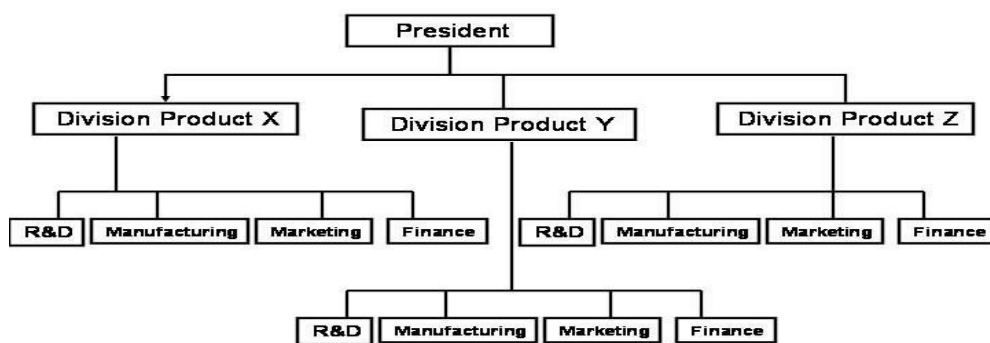 President
Division Product X
Division Product Y
Division Product Z
R&D
Manufacturing
Marketing
Finance
R&D
Manufacturing
Marketing
Finance
R&D
Manufacturing
Marketing
Finance